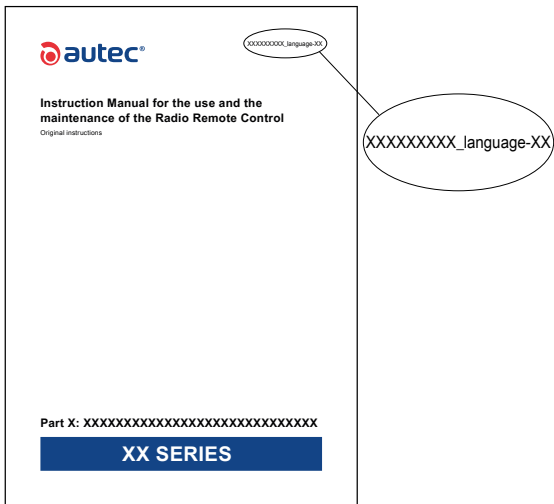 autec®
XXXXXXXXX_language-XX
Instruction Manual for the use and the
maintenance of the Radio Remote Control
Original instructions
XXXXXXXXX_language-XX
Part X: XXXXXXXXXXXXXXXXXXXXXXXXXXXXX
XX SERIES